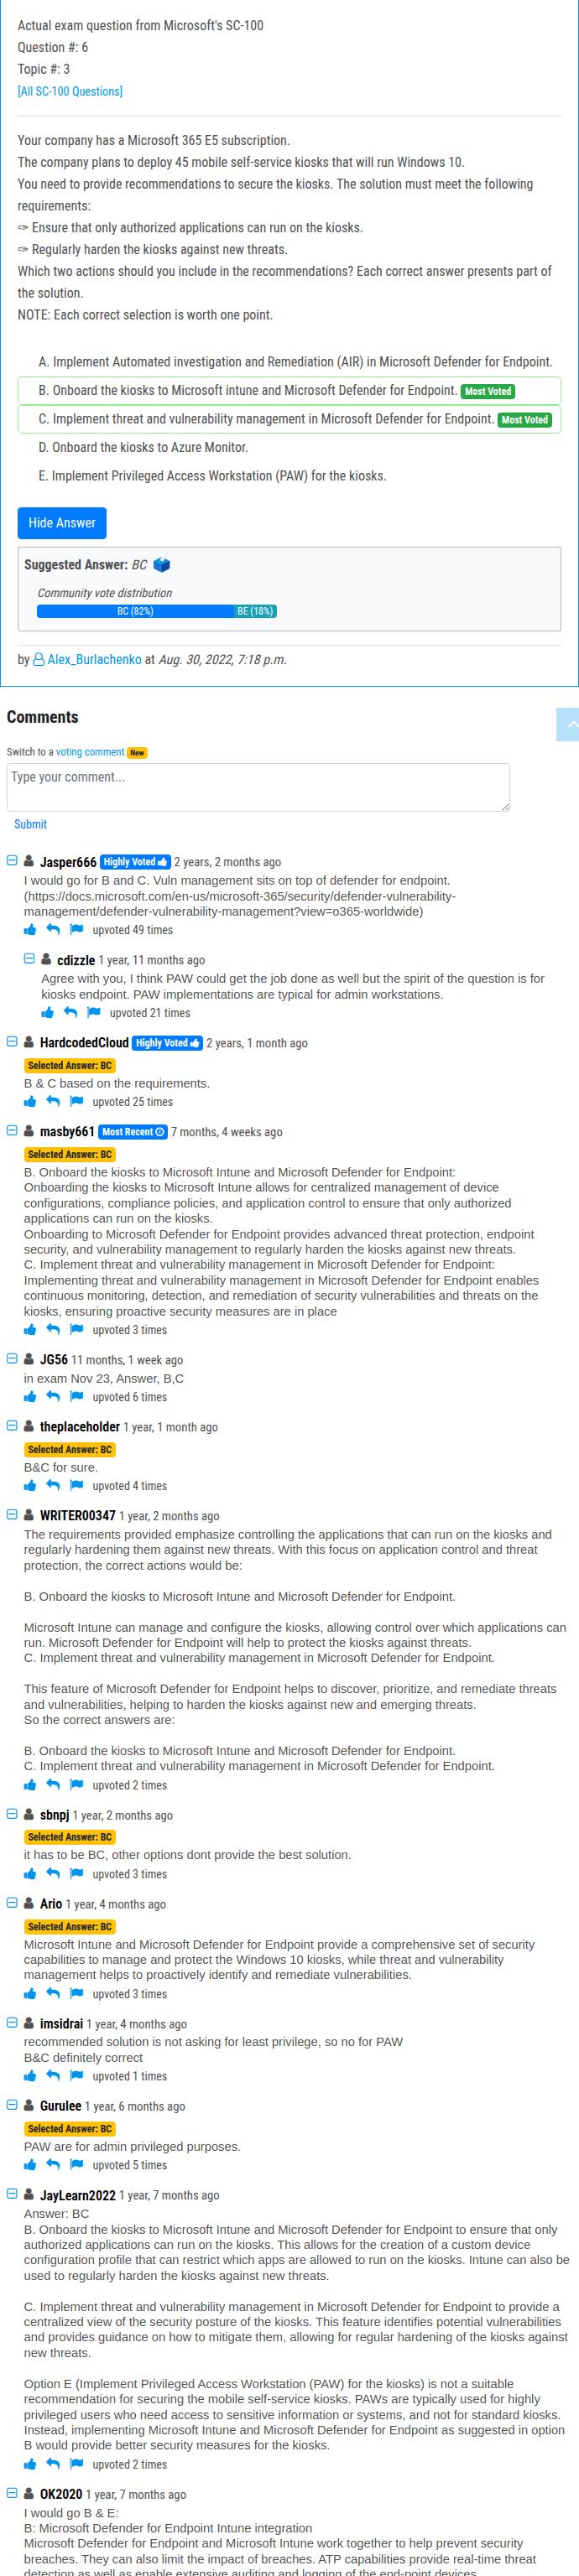 Actual exam question from Microsoft's SC-100
Question #: 6
Topic #: 3
[All SC-100 Questions]
Your company has a Microsoft 365 E5 subscription.
The company plans to deploy 45 mobile self-service kiosks that will run Windows 10.
You need to provide recommendations to secure the kiosks. The solution must meet the following
requirements:
✑ Ensure that only authorized applications can run on the kiosks.
✑ Regularly harden the kiosks against new threats.
Which two actions should you include in the recommendations? Each correct answer presents part of
the solution.
NOTE: Each correct selection is worth one point.
A. Implement Automated investigation and Remediation (AIR) in Microsoft Defender for Endpoint.
B. Onboard the kiosks to Microsoft intune and Microsoft Defender for Endpoint. Most Voted
C. Implement threat and vulnerability management in Microsoft Defender for Endpoint. Most Voted
D. Onboard the kiosks to Azure Monitor.
E. Implement Privileged Access Workstation (PAW) for the kiosks.
Hide Answer
Suggested Answer: BC
Community vote distribution
BC (82%) BE (18%)
by Alex_Burlachenko at Aug. 30, 2022, 7:18 p.m.
Comments
Switch to a voting comment New
Type your comment...
Submit
Jasper666 Highly Voted 2 years, 2 months ago
I would go for B and C. Vuln management sits on top of defender for endpoint.
(https://docs.microsoft.com/en-us/microsoft-365/security/defender-vulnerability-
management/defender-vulnerability-management?view=o365-worldwide)
upvoted 49 times
cdizzle 1 year, 11 months ago
Agree with you, I think PAW could get the job done as well but the spirit of the question is for
kiosks endpoint. PAW implementations are typical for admin workstations.
upvoted 21 times
HardcodedCloud Highly Voted 2 years, 1 month ago
Selected Answer: BC
B & C based on the requirements.
upvoted 25 times
masby661 Most Recent 7 months, 4 weeks ago
Selected Answer: BC
B. Onboard the kiosks to Microsoft Intune and Microsoft Defender for Endpoint:
Onboarding the kiosks to Microsoft Intune allows for centralized management of device
configurations, compliance policies, and application control to ensure that only authorized
applications can run on the kiosks.
Onboarding to Microsoft Defender for Endpoint provides advanced threat protection, endpoint
security, and vulnerability management to regularly harden the kiosks against new threats.
C. Implement threat and vulnerability management in Microsoft Defender for Endpoint:
Implementing threat and vulnerability management in Microsoft Defender for Endpoint enables
continuous monitoring, detection, and remediation of security vulnerabilities and threats on the
kiosks, ensuring proactive security measures are in place
upvoted 3 times
JG56 11 months, 1 week ago
in exam Nov 23, Answer, B,C
upvoted 6 times
theplaceholder 1 year, 1 month ago
Selected Answer: BC
B&C for sure.
upvoted 4 times
WRITER00347 1 year, 2 months ago
The requirements provided emphasize controlling the applications that can run on the kiosks and
regularly hardening them against new threats. With this focus on application control and threat
protection, the correct actions would be:
B. Onboard the kiosks to Microsoft Intune and Microsoft Defender for Endpoint.
Microsoft Intune can manage and configure the kiosks, allowing control over which applications can
run. Microsoft Defender for Endpoint will help to protect the kiosks against threats.
C. Implement threat and vulnerability management in Microsoft Defender for Endpoint.
This feature of Microsoft Defender for Endpoint helps to discover, prioritize, and remediate threats
and vulnerabilities, helping to harden the kiosks against new and emerging threats.
So the correct answers are:
B. Onboard the kiosks to Microsoft Intune and Microsoft Defender for Endpoint.
C. Implement threat and vulnerability management in Microsoft Defender for Endpoint.
upvoted 2 times
sbnpj 1 year, 2 months ago
Selected Answer: BC
it has to be BC, other options dont provide the best solution.
upvoted 3 times
Ario 1 year, 4 months ago
Selected Answer: BC
Microsoft Intune and Microsoft Defender for Endpoint provide a comprehensive set of security
capabilities to manage and protect the Windows 10 kiosks, while threat and vulnerability
management helps to proactively identify and remediate vulnerabilities.
upvoted 3 times
imsidrai 1 year, 4 months ago
recommended solution is not asking for least privilege, so no for PAW
B&C definitely correct
upvoted 1 times
Gurulee 1 year, 6 months ago
Selected Answer: BC
PAW are for admin privileged purposes.
upvoted 5 times
JayLearn2022 1 year, 7 months ago
Answer: BC
B. Onboard the kiosks to Microsoft Intune and Microsoft Defender for Endpoint to ensure that only
authorized applications can run on the kiosks. This allows for the creation of a custom device
configuration profile that can restrict which apps are allowed to run on the kiosks. Intune can also be
used to regularly harden the kiosks against new threats.
C. Implement threat and vulnerability management in Microsoft Defender for Endpoint to provide a
centralized view of the security posture of the kiosks. This feature identifies potential vulnerabilities
and provides guidance on how to mitigate them, allowing for regular hardening of the kiosks against
new threats.
Option E (Implement Privileged Access Workstation (PAW) for the kiosks) is not a suitable
recommendation for securing the mobile self-service kiosks. PAWs are typically used for highly
privileged users who need access to sensitive information or systems, and not for standard kiosks.
Instead, implementing Microsoft Intune and Microsoft Defender for Endpoint as suggested in option
B would provide better security measures for the kiosks.
upvoted 2 times
OK2020 1 year, 7 months ago
I would go B & E:
B: Microsoft Defender for Endpoint Intune integration
Microsoft Defender for Endpoint and Microsoft Intune work together to help prevent security
breaches. They can also limit the impact of breaches. ATP capabilities provide real-time threat
detection as well as enable extensive auditing and logging of the end-point devices